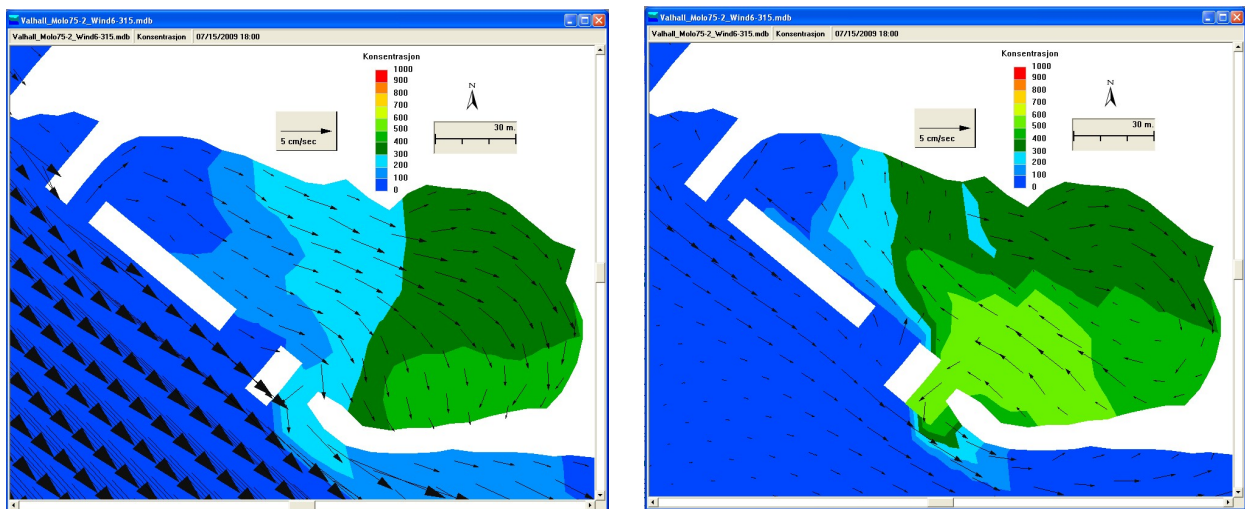 Valhall_Molo75-2_Wind6-315.mdb
Valhall_Molo75-2_Wind6-315.mdb Konsentrasjon 07/15/2009 18:00
Konsentrasjon
1000
900
800
700
600
500
400
300
200
100
0
5 cm/sec
N
30 m.
Valhall_Molo75-2_Wind6-315.mdb
Valhall_Molo75-2_Wind6-315.mdb Konsentrasjon 07/15/2009 18:00
Konsentrasjon
1000
900
800
700
600
500
400
300
200
100
0
5 cm/sec
N
30 m.